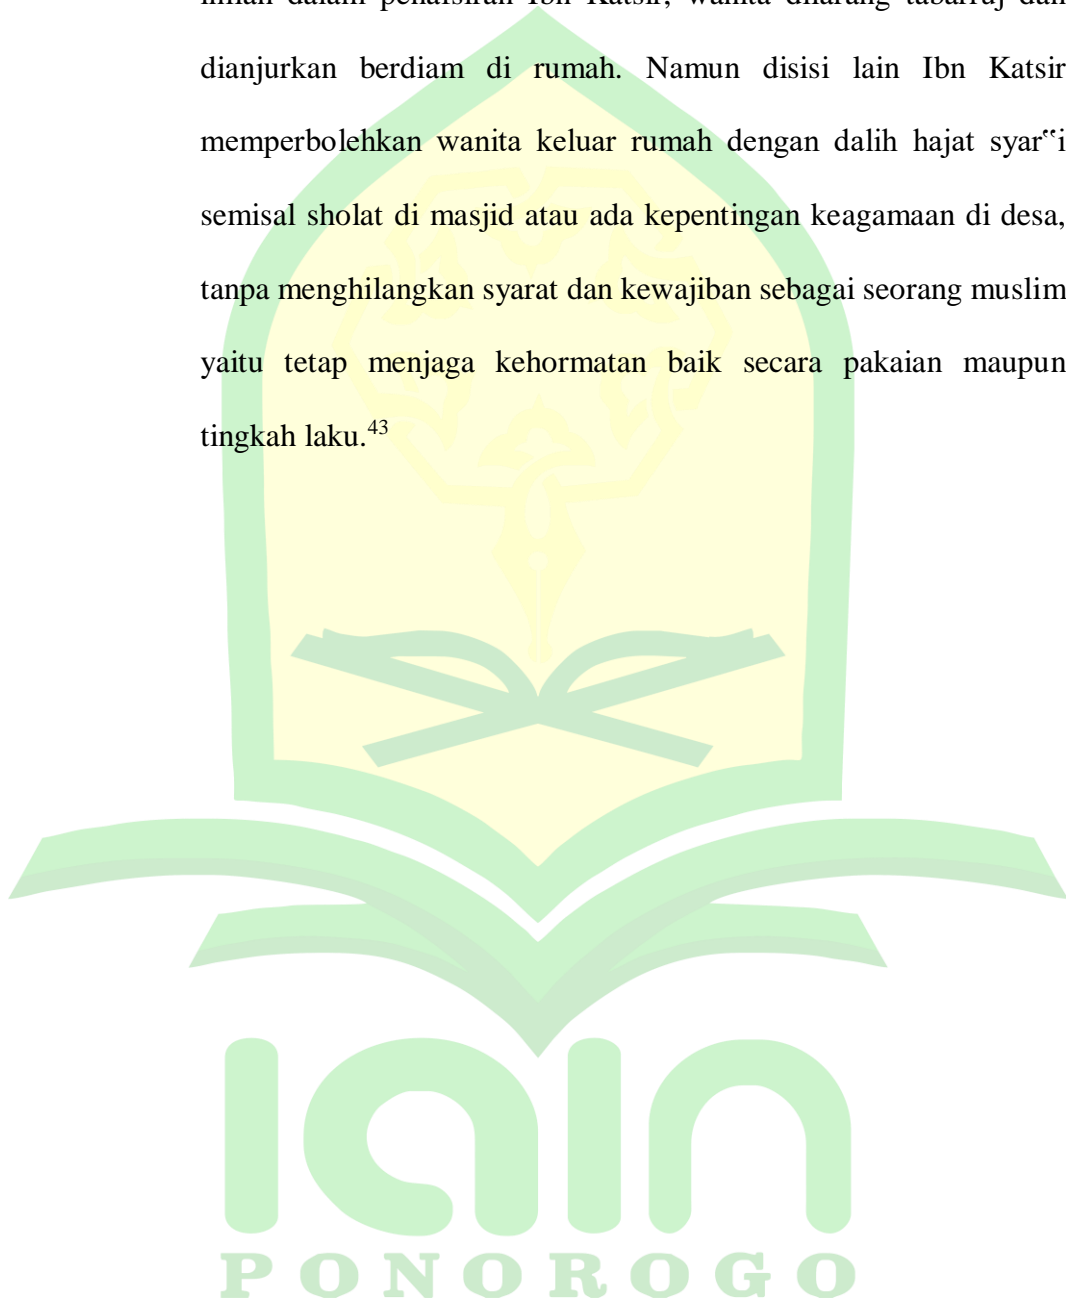 dianjurkan berdiam di rumah. Namun disisi lain Ibn Katsir
memperbolehkan wanita keluar rumah dengan dalih hajat syar‟i
semisal sholat di masjid atau ada kepentingan keagamaan di desa,
tanpa menghilangkan syarat dan kewajiban sebagai seorang muslim
yaitu tetap menjaga kehormatan baik secara pakaian maupun
tingkah laku.43
iain
PONOROGO